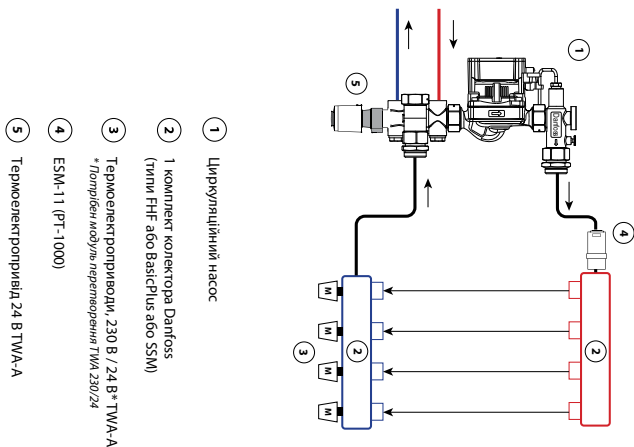 1
5
4
2
2
3
M
M
M
M
Danfoss
1 Циркуляційний насос
2 1 комплект колектора Danfoss
(типи FHF або BasicPlus або SSM)
3 Термоелектроприводи, 230 В / 24 В* TWA-A
* Потрібен модуль перетворення TWA 230/24
4 ESM-11 (PT-1000)
5 Термоелектропривід 24 В TWA-A